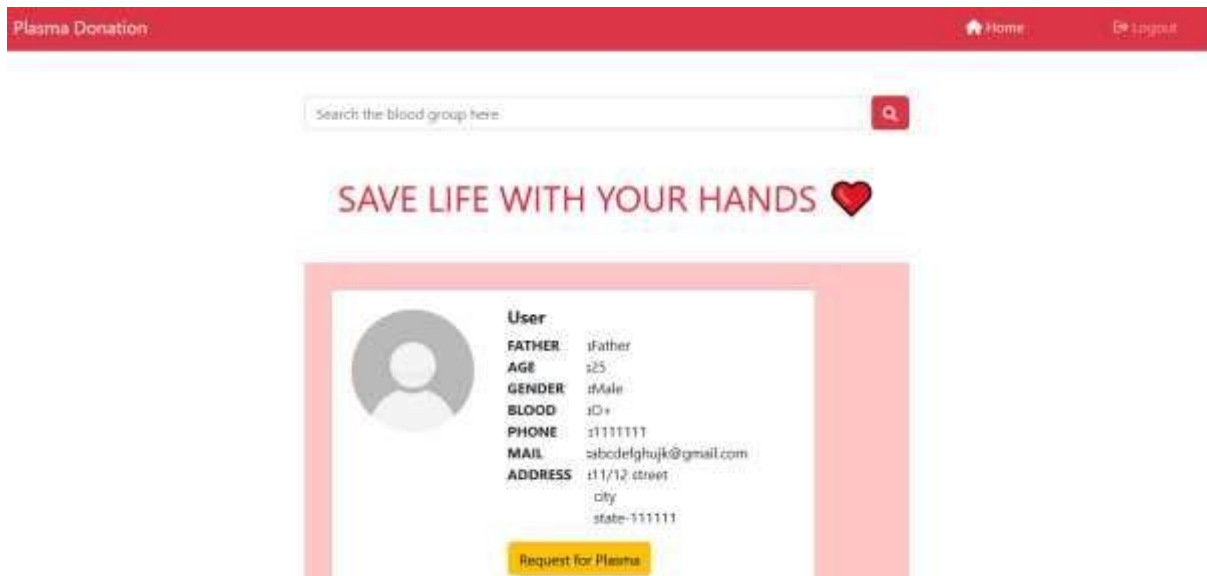 Plasma Donation
Home
Logout
Search the blood group here
SAVE LIFE WITH YOUR HANDS
User
FATHER :Father
AGE :25
GENDER :Male
BLOOD :O+
PHONE :1111111
MAIL :abcdefghujk@gmail.com
ADDRESS :11/12 street
city
state-111111
Request for Plasma